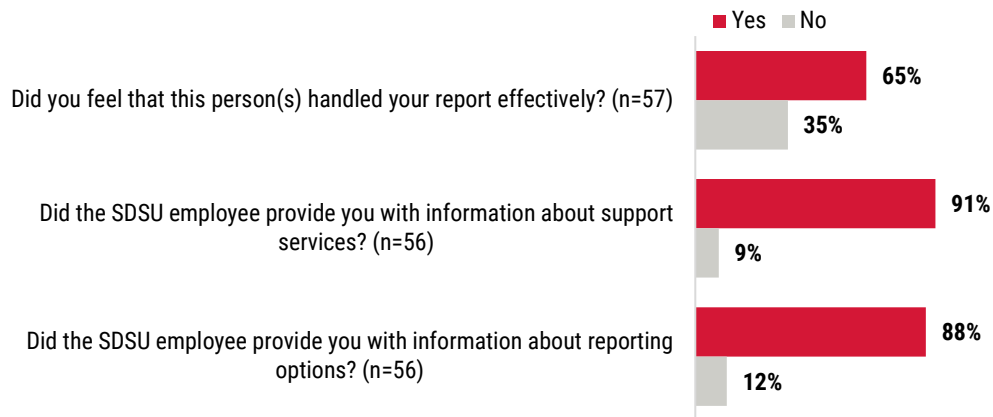 Yes No
Did you feel that this person(s) handled your report effectively? (n=57)
65%
35%
Did the SDSU employee provide you with information about support
services? (n=56)
91%
9%
Did the SDSU employee provide you with information about reporting
options? (n=56)
88%
12%